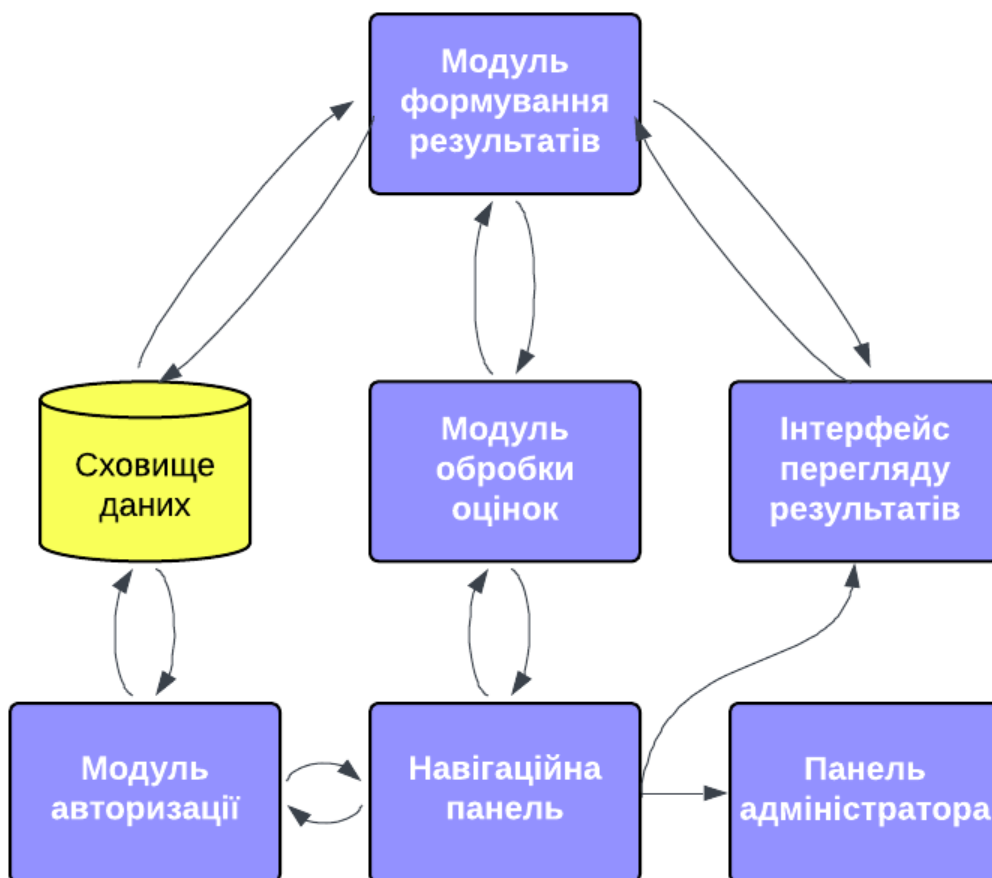 Модуль
формування
результатів
Сховище
даних
Модуль
обробки
оцінок
Інтерфейс
перегляду
результатів
Модуль
авторизації
Навігаційна
панель
Панель
адміністратора